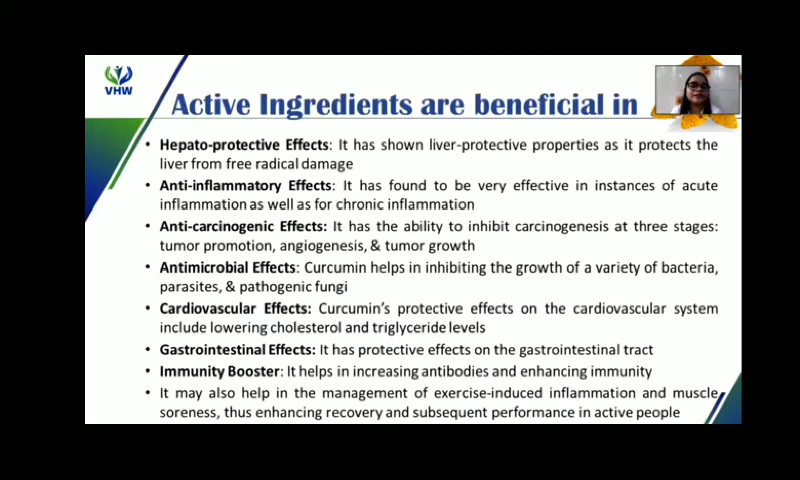 VHW
Active Ingredients are beneficial in
• Hepato-protective Effects: It has shown liver-protective properties as it protects the
liver from free radical damage
• Anti-inflammatory Effects: It has found to be very effective in instances of acute
inflammation as well as for chronic inflammation
• Anti-carcinogenic Effects: It has the ability to inhibit carcinogenesis at three stages:
tumor promotion, angiogenesis, & tumor growth
• Antimicrobial Effects: Curcumin helps in inhibiting the growth of a variety of bacteria,
parasites, & pathogenic fungi
• Cardiovascular Effects: Curcumin's protective effects on the cardiovascular system
include lowering cholesterol and triglyceride levels
• Gastrointestinal Effects: It has protective effects on the gastrointestinal tract
• Immunity Booster: It helps in increasing antibodies and enhancing immunity
• It may also help in the management of exercise-induced inflammation and muscle
soreness, thus enhancing recovery and subsequent performance in active people